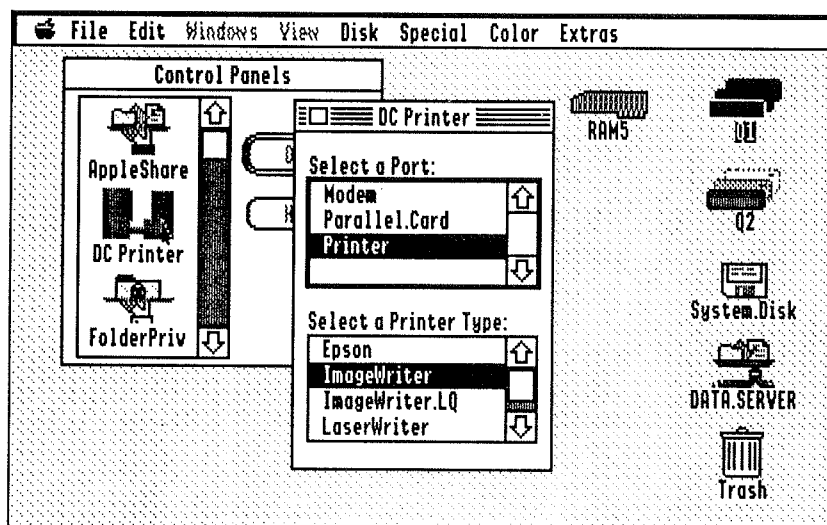 File Edit Windows View Disk Special Color Extras
Control Panels
AppleShare
DC Printer
FolderPriv
DC Printer
Select a Port:
Modem
Parallel.Card
Printer
Select a Printer Type:
Epson
ImageWriter
ImageWriter.LQ
LaserWriter
RAM5
Q2
System.Disk
DATA.SERVER
Trash